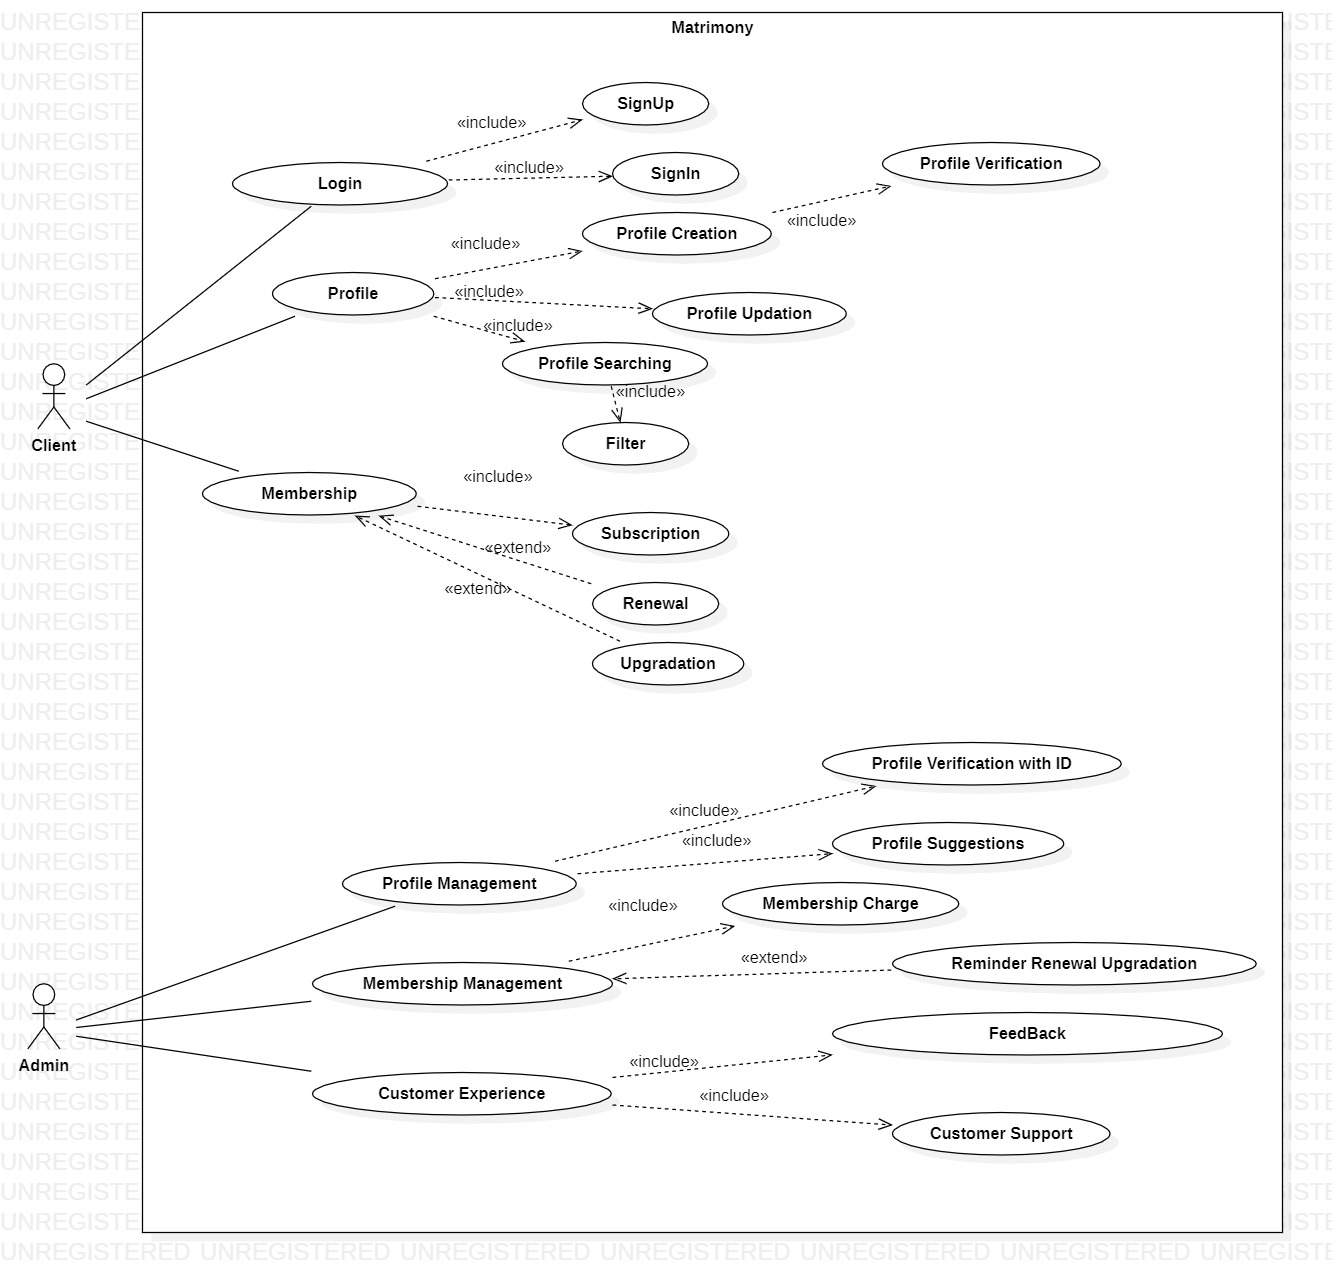 Matrimony
SignUp
«include»
Profile Verification
«include»
SignIn
Login
«include»
Profile Creation
«include»
Profile
«include»
Profile Updation
«include»
Profile Searching
«include»
Client
Filter
«include»
Membership
Subscription
«extend»
«extend»
Renewal
Upgradation
Profile Verification with ID
«include»
«include»
Profile Suggestions
Profile Management
«include»
Membership Charge
«extend»
Reminder Renewal Upgradation
Membership Management
FeedBack
Admin
«include»
Customer Experience
«include»
Customer Support
UNREGISTERED UNREGISTERED UNREGISTERED UNREGISTERED UNREGISTERED UNREGISTERED